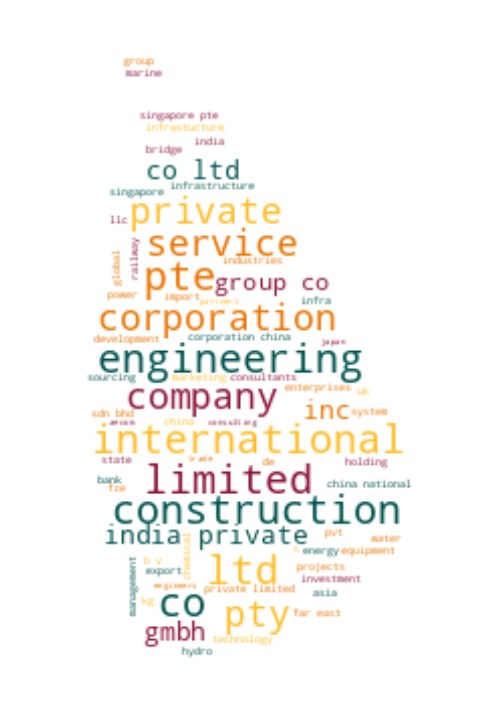 group
marine
singapore pte
infrastucture
india
bridge
co ltd
infrastructure
singapore
private
llc
service
railway
global
industries
pte
group co
power
import
partners
infra
corporation
development
corporation china
japan
engineering
sourcing
marketing
consultants
company
enterprises
uk
inc
system
sdn bhd
aecom
china
consulting
international
state
trade
de
holding
limited
bank
fze
china national
construction
india private
pvt
water
energy
equipment
chemical
b v
export
ltd
projects
investment
management
engineers
private limited
asia
kg
co
pty
far east
gmbh
technology
hydro